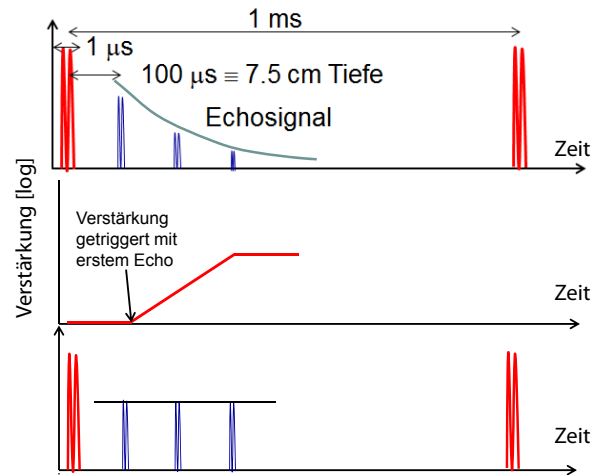 1 ms
1 μs
100 μs ≡ 7.5 cm Tiefe
Echosignal
Zeit
Verstärkung [log]
Verstärkung
getriggert mit
erstem Echo
Zeit
Zeit